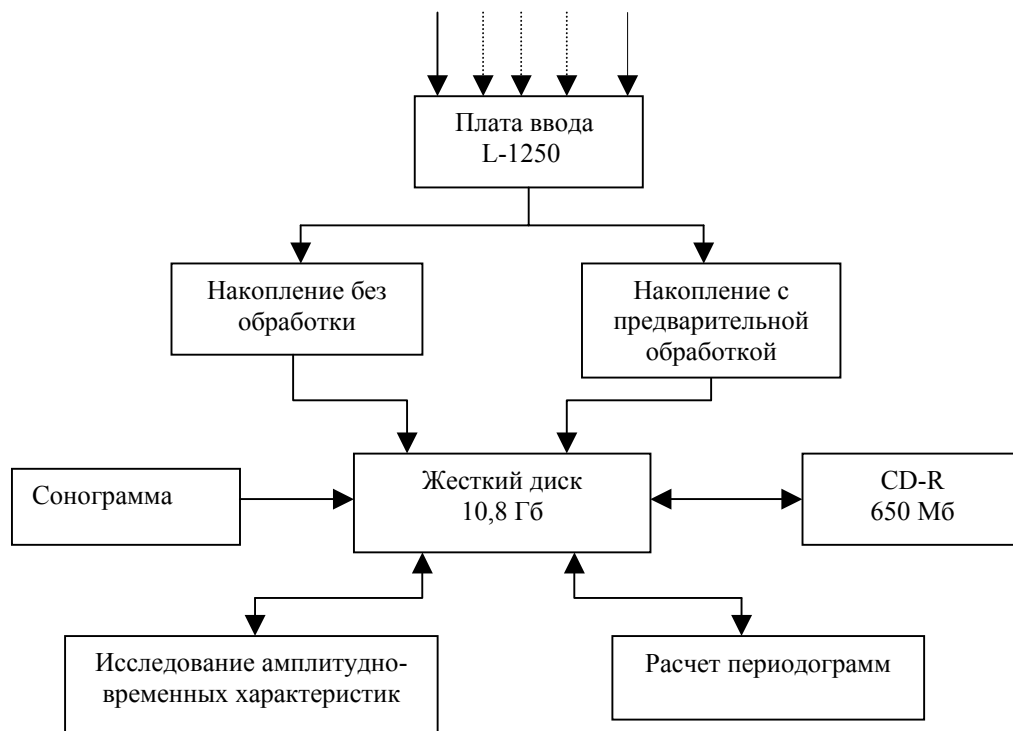 Плата ввода
L-1250
Накопление без
обработки
Накопление с
предварительной
обработкой
Сонограмма
Жесткий диск
10,8 Гб
CD-R
650 Мб
Исследование амплитудно-
временных характеристик
Расчет периодограмм